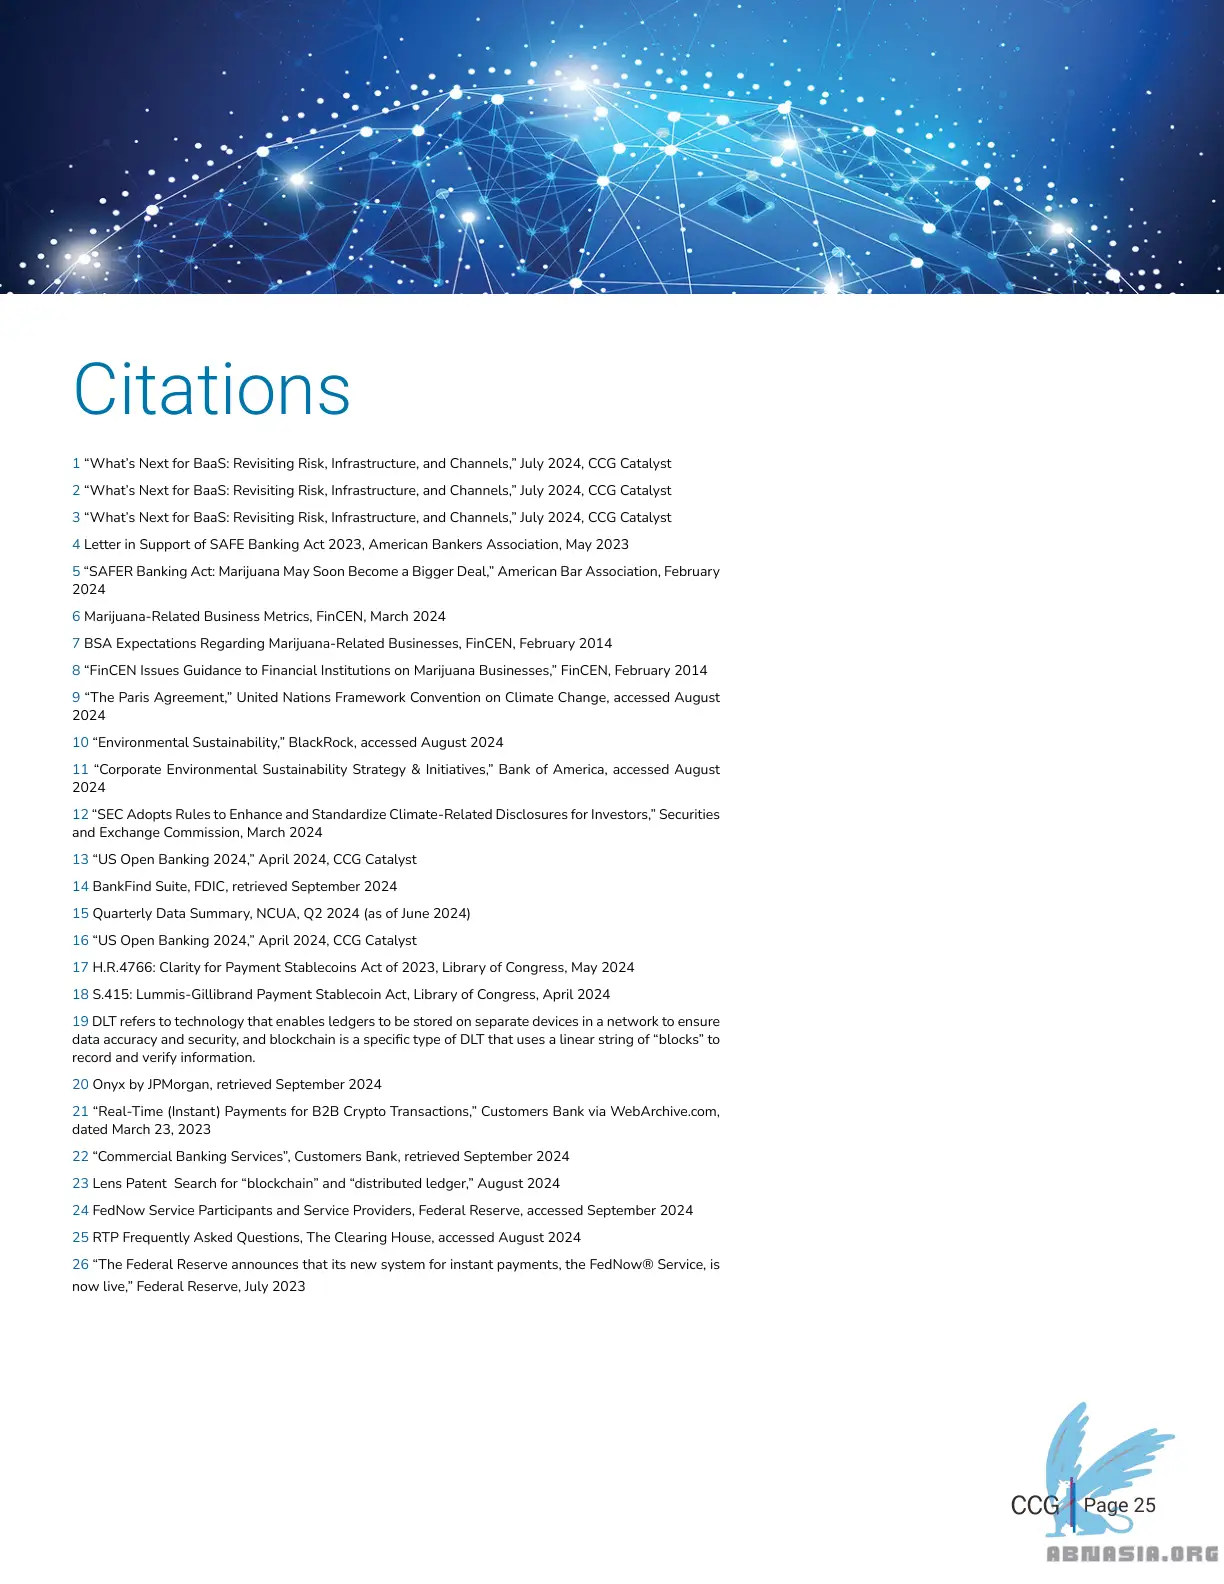 Citations
1 “What’s Next for BaaS: Revisiting Risk, Infrastructure, and Channels,” July 2024, CCG Catalyst
2 “What’s Next for BaaS: Revisiting Risk, Infrastructure, and Channels,” July 2024, CCG Catalyst
3 “What’s Next for BaaS: Revisiting Risk, Infrastructure, and Channels,” July 2024, CCG Catalyst
4 Letter in Support of SAFE Banking Act 2023, American Bankers Association, May 2023
5 “SAFER Banking Act: Marijuana May Soon Become a Bigger Deal,” American Bar Association, February
2024
6 Marijuana-Related Business Metrics, FinCEN, March 2024
7 BSA Expectations Regarding Marijuana-Related Businesses, FinCEN, February 2014
8 “FinCEN Issues Guidance to Financial Institutions on Marijuana Businesses,” FinCEN, February 2014
9 “The Paris Agreement,” United Nations Framework Convention on Climate Change, accessed August
2024
10 “Environmental Sustainability,” BlackRock, accessed August 2024
11 “Corporate Environmental Sustainability Strategy & Initiatives,” Bank of America, accessed August
2024
12 “SEC Adopts Rules to Enhance and Standardize Climate-Related Disclosures for Investors,” Securities
and Exchange Commission, March 2024
13 “US Open Banking 2024,” April 2024, CCG Catalyst
14 BankFind Suite, FDIC, retrieved September 2024
15 Quarterly Data Summary, NCUA, Q2 2024 (as of June 2024)
16 “US Open Banking 2024,” April 2024, CCG Catalyst
17 H.R.4766: Clarity for Payment Stablecoins Act of 2023, Library of Congress, May 2024
18 S.415: Lummis-Gillibrand Payment Stablecoin Act, Library of Congress, April 2024
19 DLT refers to technology that enables ledgers to be stored on separate devices in a network to ensure
data accuracy and security, and blockchain is a specific type of DLT that uses a linear string of “blocks” to
record and verify information.
20 Onyx by JPMorgan, retrieved September 2024
21 “Real-Time (Instant) Payments for B2B Crypto Transactions,” Customers Bank via WebArchive.com,
dated March 23, 2023
22 “Commercial Banking Services”, Customers Bank, retrieved September 2024
23 Lens Patent  Search for “blockchain” and “distributed ledger,” August 2024
24 FedNow Service Participants and Service Providers, Federal Reserve, accessed September 2024
25 RTP Frequently Asked Questions, The Clearing House, accessed August 2024
26 “The Federal Reserve announces that its new system for instant payments, the FedNow® Service, is
now live,” Federal Reserve, July 2023
CCG Page 25
ABNASIA.ORG